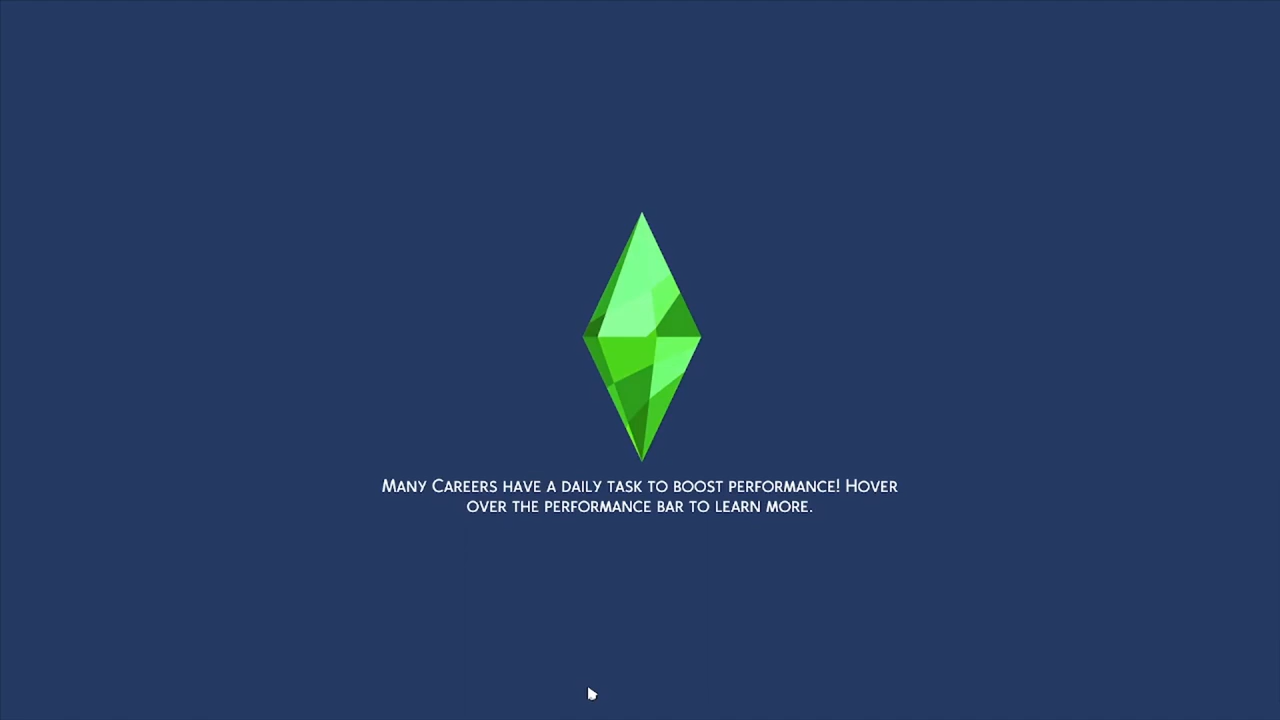 Many Careers have a daily task to boost performance! Hover
over the performance bar to learn more.